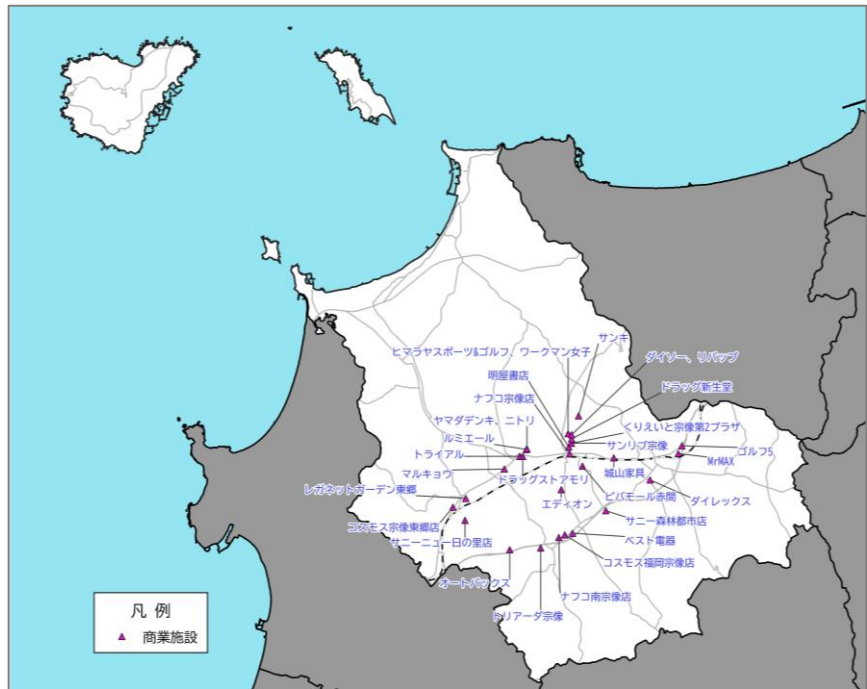 サンキ
ヒマラヤスポーツ&ゴルフ、ワークマン女子
ダイソー、リパップ
明屋書店
ドラッグ新生堂
ナフコ宗像店
ヤマダデンキ、ニトリ
くりえいと宗像第2プラザ
ルミエール
サンリブ宗像
ゴルフ5
トライアル
MrMAX
マルキョウ
ドラッグストアモリ
城山家具
レガネットガーデン東郷
エディオン
ビバモール赤間
ダイレックス
コスモス宗像東郷店
サニー森林都市店
サニーニュー日の里店
ベスト電器
コスモス福岡宗像店
オートバックス
ナフコ南宗像店
トリアーダ宗像
凡 例
商業施設